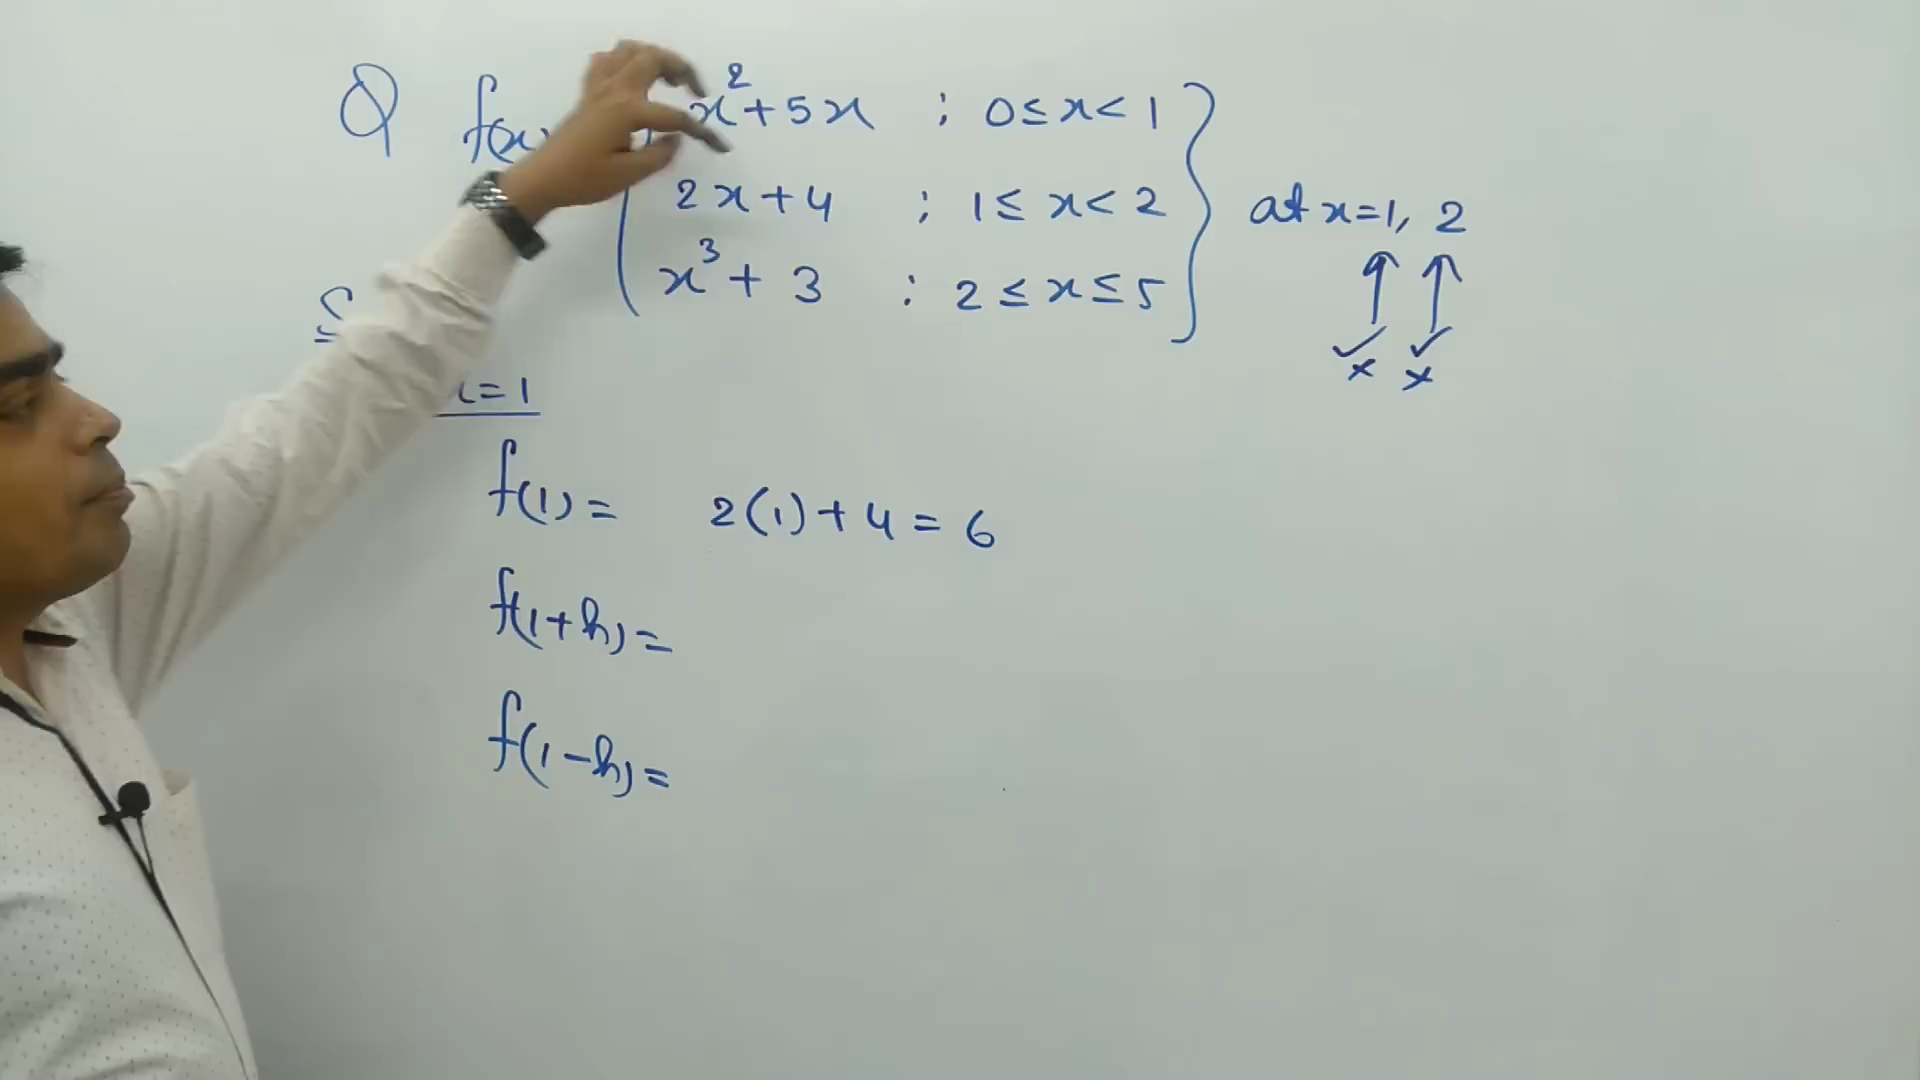 Q f(x) x² + 5x ; 0 ≤ x < 1
2x + 4 ; 1 ≤ x < 2 at x = 1, 2
x³ + 3 : 2 ≤ x ≤ 5
x = 1
f(1) = 2(1) + 4 = 6
f(1+h) =
f(1-h) =